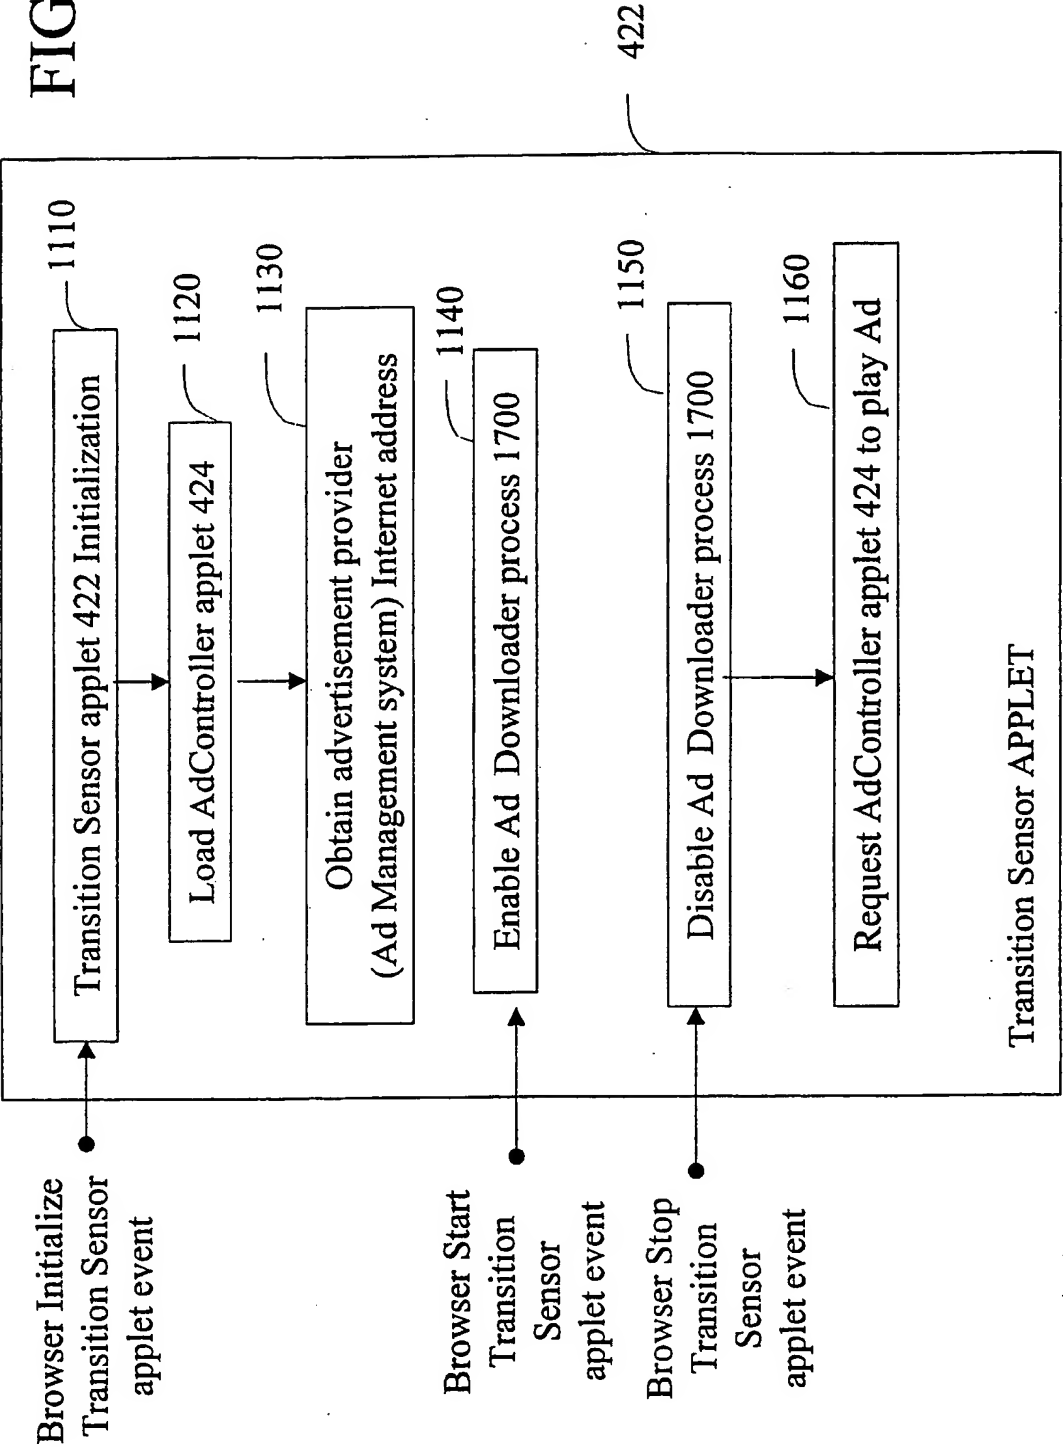 FIG
Browser Initialize
Transition Sensor
applet event
Transition Sensor applet 422 Initialization
1110
Load AdController applet 424
1120
Obtain advertisement provider
(Ad Management system) Internet address
1130
Browser Start
Transition
Sensor
applet event
Enable Ad Downloader process 1700
1140
Browser Stop
Transition
Sensor
applet event
Disable Ad Downloader process 1700
1150
Request AdController applet 424 to play Ad
1160
Transition Sensor APPLET
422